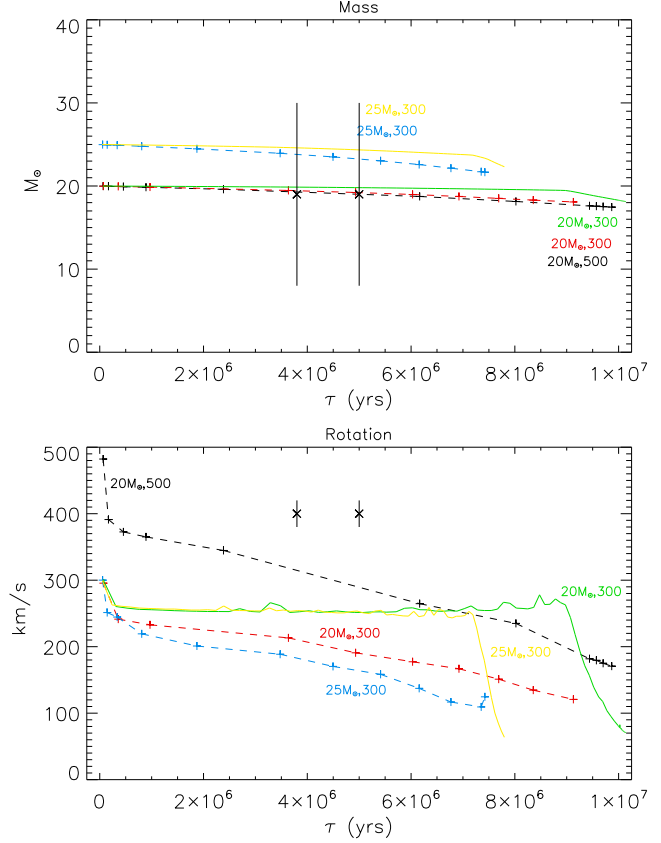 Mass
40
30
20
10
0
M☉
25M☉,300
25M☉,300
20M☉,300
20M☉,300
20M☉,500
0 2×10⁶ 4×10⁶ 6×10⁶ 8×10⁶ 1×10⁷
τ (yrs)
Rotation
500
400
300
200
100
0
km/s
20M☉,500
20M☉,300
20M☉,300
25M☉,300
25M☉,300
0 2×10⁶ 4×10⁶ 6×10⁶ 8×10⁶ 1×10⁷
τ (yrs)